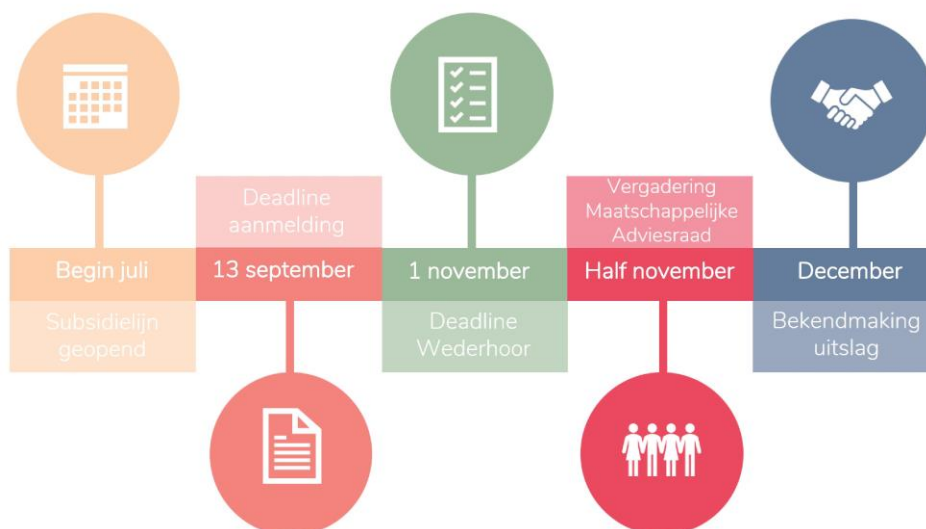 Begin juli
Subsidielijn
geopend
Deadline
aanmelding
13 september
1 november
Deadline
Wederhoor
Vergadering
Maatschappelijke
Adviesraad
Half november
December
Bekendmaking
uitslag